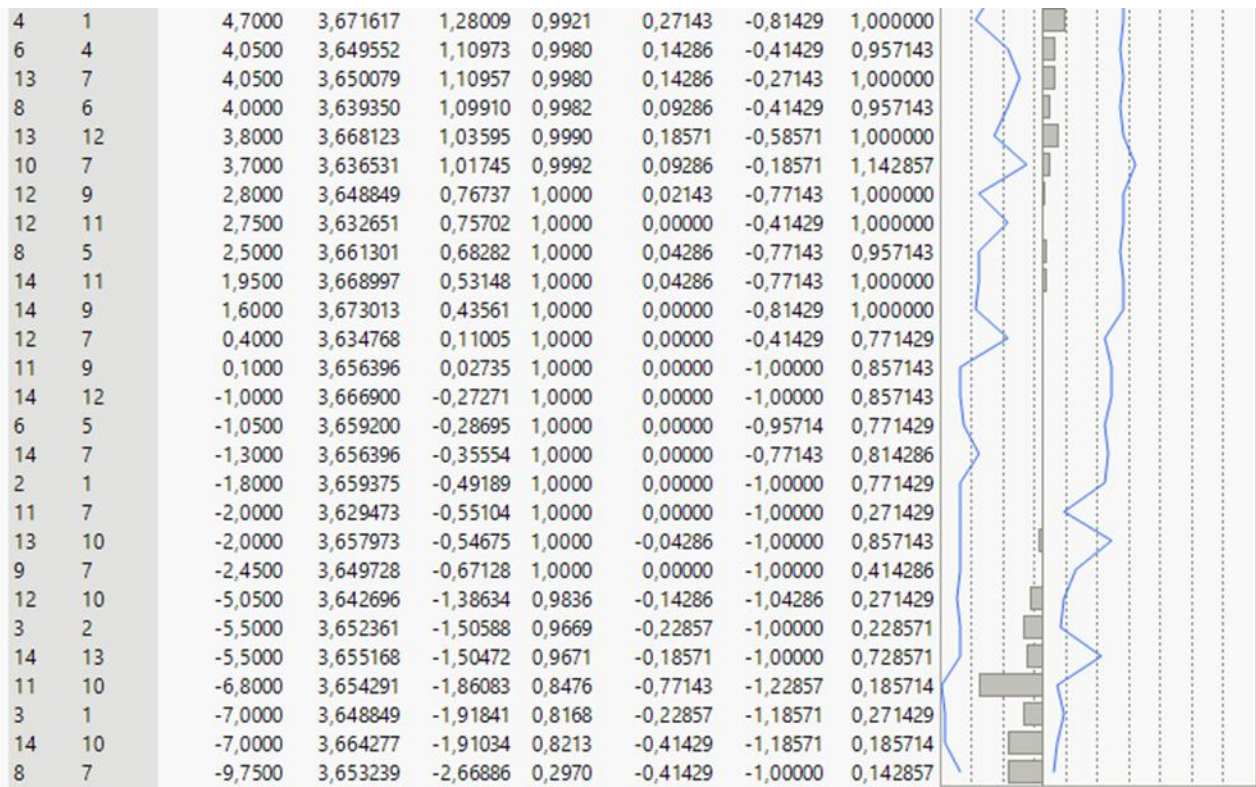 4 1 4,7000 3,671617 1,28009 0,9921 0,27143 -0,81429 1,000000
6 4 4,0500 3,649552 1,10973 0,9980 0,14286 -0,41429 0,957143
13 7 4,0500 3,650079 1,10957 0,9980 0,14286 -0,27143 1,000000
8 6 4,0000 3,639350 1,09910 0,9982 0,09286 -0,41429 0,957143
13 12 3,8000 3,668123 1,03595 0,9990 0,18571 -0,58571 1,000000
10 7 3,7000 3,636531 1,01745 0,9992 0,09286 -0,18571 1,142857
12 9 2,8000 3,648849 0,76737 1,0000 0,02143 -0,77143 1,000000
12 11 2,7500 3,632651 0,75702 1,0000 0,00000 -0,41429 1,000000
8 5 2,5000 3,661301 0,68282 1,0000 0,04286 -0,77143 0,957143
14 11 1,9500 3,668997 0,53148 1,0000 0,04286 -0,77143 1,000000
14 9 1,6000 3,673013 0,43561 1,0000 0,00000 -0,81429 1,000000
12 7 0,4000 3,634768 0,11005 1,0000 0,00000 -0,41429 0,771429
11 9 0,1000 3,656396 0,02735 1,0000 0,00000 -1,00000 0,857143
14 12 -1,0000 3,666900 -0,27271 1,0000 0,00000 -1,00000 0,857143
6 5 -1,0500 3,659200 -0,28695 1,0000 0,00000 -0,95714 0,771429
14 7 -1,3000 3,656396 -0,35554 1,0000 0,00000 -0,77143 0,814286
2 1 -1,8000 3,659375 -0,49189 1,0000 0,00000 -1,00000 0,771429
11 7 -2,0000 3,629473 -0,55104 1,0000 0,00000 -1,00000 0,271429
13 10 -2,0000 3,657973 -0,54675 1,0000 -0,04286 -1,00000 0,857143
9 7 -2,4500 3,649728 -0,67128 1,0000 0,00000 -1,00000 0,414286
12 10 -5,0500 3,642696 -1,38634 0,9836 -0,14286 -1,04286 0,271429
3 2 -5,5000 3,652361 -1,50588 0,9669 -0,22857 -1,00000 0,228571
14 13 -5,5000 3,655168 -1,50472 0,9671 -0,18571 -1,00000 0,728571
11 10 -6,8000 3,654291 -1,86083 0,8476 -0,77143 -1,22857 0,185714
3 1 -7,0000 3,648849 -1,91841 0,8168 -0,22857 -1,18571 0,271429
14 10 -7,0000 3,664277 -1,91034 0,8213 -0,41429 -1,18571 0,185714
8 7 -9,7500 3,653239 -2,66886 0,2970 -0,41429 -1,00000 0,142857